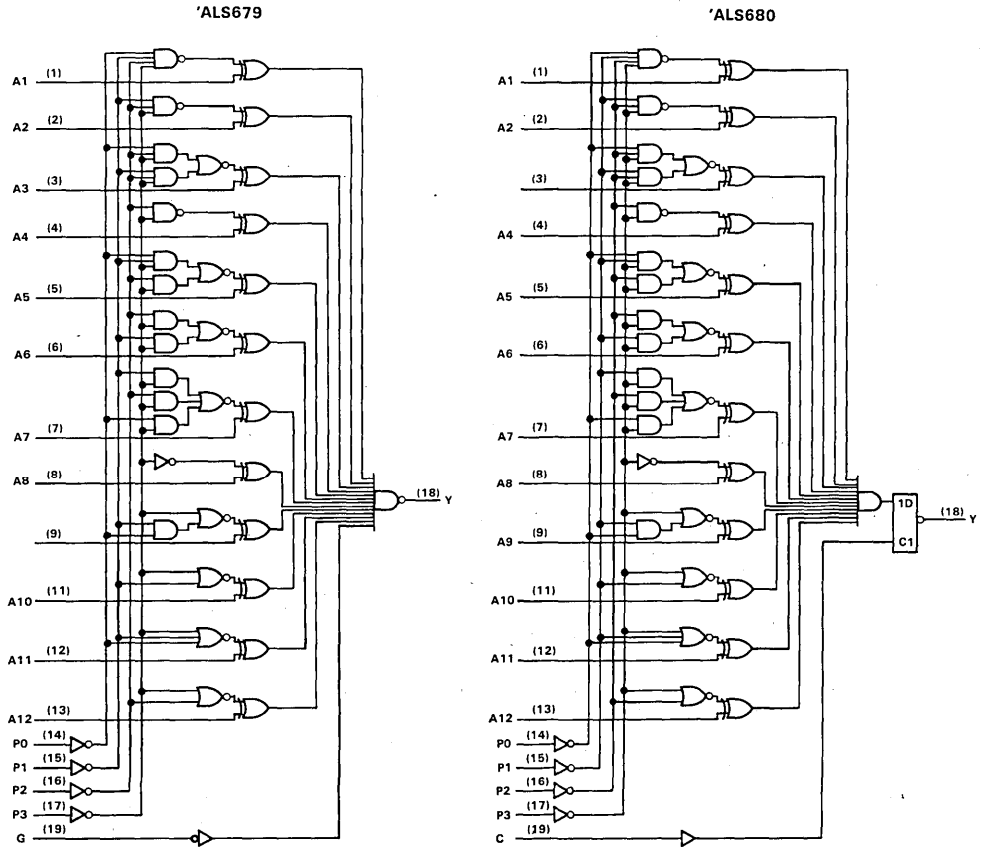 'ALS679
A1 (1)
A2 (2)
A3 (3)
A4 (4)
A5 (5)
A6 (6)
A7 (7)
A8 (8)
(9)
A10 (11)
A11 (12)
A12 (13)
P0 (14)
P1 (15)
P2 (16)
P3 (17)
G (19)
(18) Y
'ALS680
A1 (1)
A2 (2)
(3)
A4 (4)
A5 (5)
A6 (6)
A7 (7)
A8 (8)
A9 (9)
A10 (11)
A11 (12)
A12 (13)
P0 (14)
P1 (15)
P2 (16)
P3 (17)
C (19)
1D
C1
(18) Y